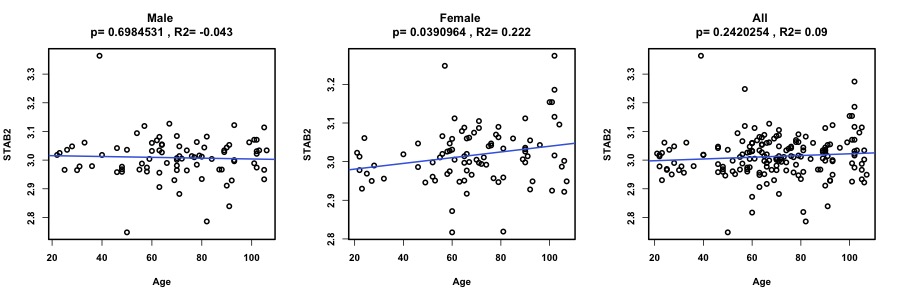 Male
p= 0.6984531 , R2= -0.043
STAB2
3.3
3.2
3.1
3.0
2.9
2.8
20 40 60 80 100
Age
Female
p= 0.0390964 , R2= 0.222
STAB2
3.2
3.1
3.0
2.9
2.8
20 40 60 80 100
Age
All
p= 0.2420254 , R2= 0.09
STAB2
3.3
3.2
3.1
3.0
2.9
2.8
20 40 60 80 100
Age